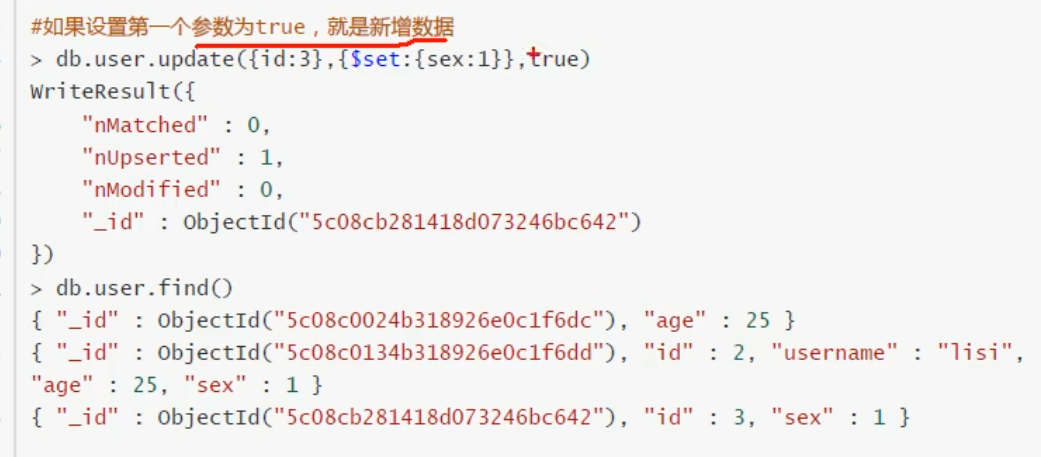 #如果设置第一个参数为true，就是新增数据
> db.user.update({id:3},{$set:{sex:1}},true)
WriteResult({
"nMatched" : 0,
"nUpserted" : 1,
"nModified" : 0,
"_id" : ObjectId("5c08cb281418d073246bc642")
})
> db.user.find()
{ "_id" : ObjectId("5c08c0024b318926e0c1f6dc"), "age" : 25 }
{ "_id" : ObjectId("5c08c0134b318926e0c1f6dd"), "id" : 2, "username" : "lisi",
"age" : 25, "sex" : 1 }
{ "_id" : ObjectId("5c08cb281418d073246bc642"), "id" : 3, "sex" : 1 }